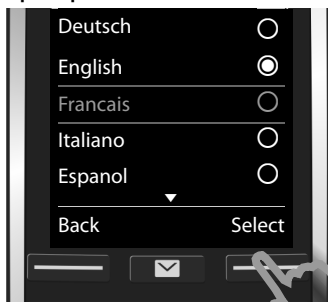 Deutsch
English
Francais
Italiano
Espanol
Back Select